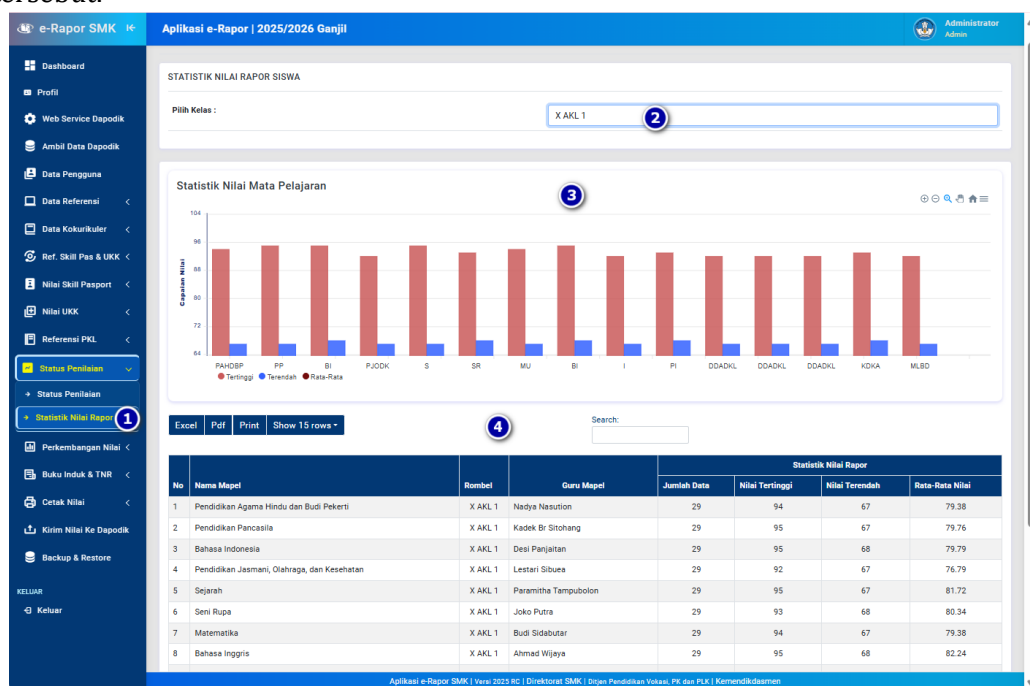 e-Rapor SMK
Aplikasi e-Rapor | 2025/2026 Ganjil
Administrator
Admin
Dashboard
Profil
Web Service Dapodik
Ambil Data Dapodik
Data Pengguna
Data Referensi
Data Kokurikuler
Ref. Skill Pas & UKK
Nilai Skill Pasport
Nilai UKK
Referensi PKL
Status Penilaian
Status Penilaian
Statistik Nilai Rapor
1
Perkembangan Nilai
Buku Induk & TNR
Cetak Nilai
Kirim Nilai Ke Dapodik
Backup & Restore
KELUAR
Keluar
STATISTIK NILAI RAPOR SISWA
Pilih Kelas :
X AKL 1
2
Statistik Nilai Mata Pelajaran
3
Capaian Nilai
104
96
88
80
72
64
PAHDBP PP BI PJODK S SR MU BI I PI DDADKL DDADKL DDADKL KDKA MLBD
Tertinggi Terendah Rata-Rata
Excel Pdf Print Show 15 rows
4
Search:
Statistik Nilai Rapor
No Nama Mapel Rombel Guru Mapel Jumlah Data Nilai Tertinggi Nilai Terendah Rata-Rata Nilai
1 Pendidikan Agama Hindu dan Budi Pekerti X AKL 1 Nadya Nasution 29 94 67 79.38
2 Pendidikan Pancasila X AKL 1 Kadek Br Sitohang 29 95 67 79.76
3 Bahasa Indonesia X AKL 1 Desi Panjaitan 29 95 68 79.79
4 Pendidikan Jasmani, Olahraga, dan Kesehatan X AKL 1 Lestari Sibuea 29 92 67 76.79
5 Sejarah X AKL 1 Paramitha Tampubolon 29 95 67 81.72
6 Seni Rupa X AKL 1 Joko Putra 29 93 68 80.34
7 Matematika X AKL 1 Budi Sidabutar 29 94 67 79.38
8 Bahasa Inggris X AKL 1 Ahmad Wijaya 29 95 68 82.24
Aplikasi e-Rapor SMK | Versi 2025 RC | Direktorat SMK | Ditjen Pendidikan Vokasi, PK dan PLK | Kemendikdasmen